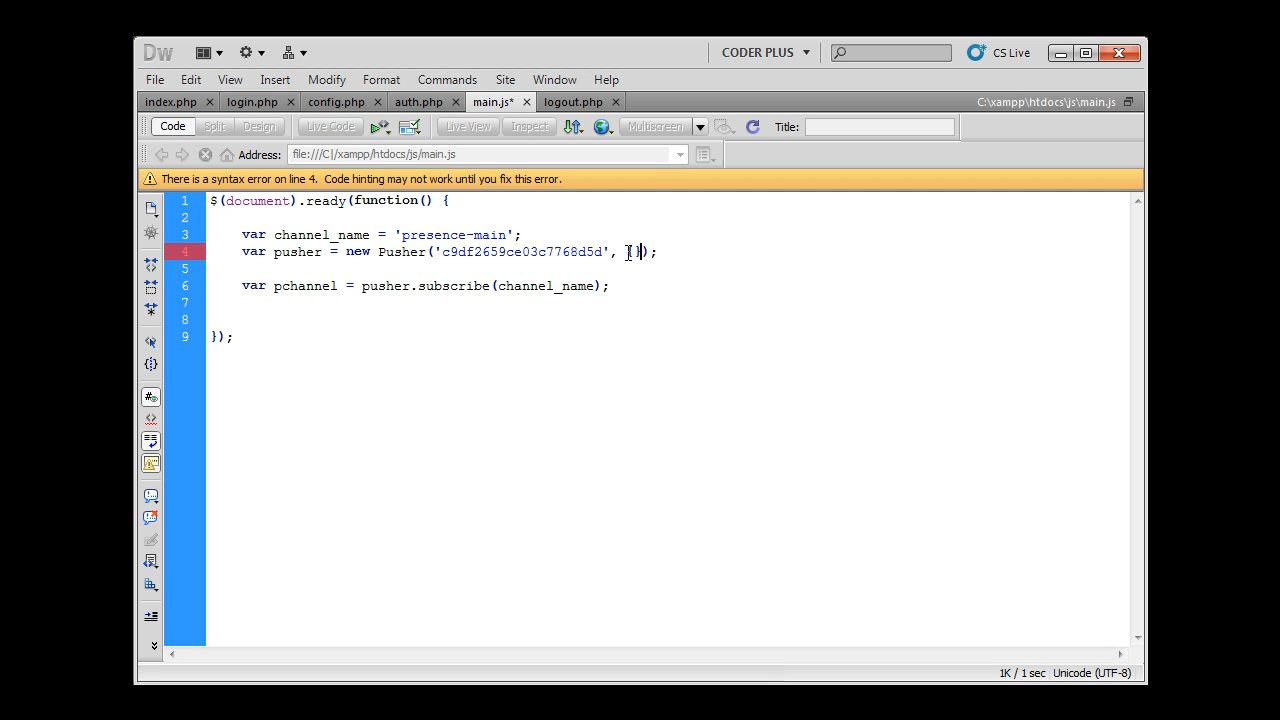 Dw CODER PLUS CS Live
File Edit View Insert Modify Format Commands Site Window Help
index.php login.php config.php auth.php main.js* logout.php C:\xampp\htdocs\js\main.js
Code Split Design Live Code Live View Inspect Multiscreen Title:
Address: file:///C|/xampp/htdocs/js/main.js
There is a syntax error on line 4. Code hinting may not work until you fix this error.
1 $(document).ready(function() {
2
3 var channel_name = 'presence-main';
4 var pusher = new Pusher('c9df2659ce03c7768d5d', {});
5
6 var pchannel = pusher.subscribe(channel_name);
7
8
9 });
1K / 1 sec Unicode (UTF-8)